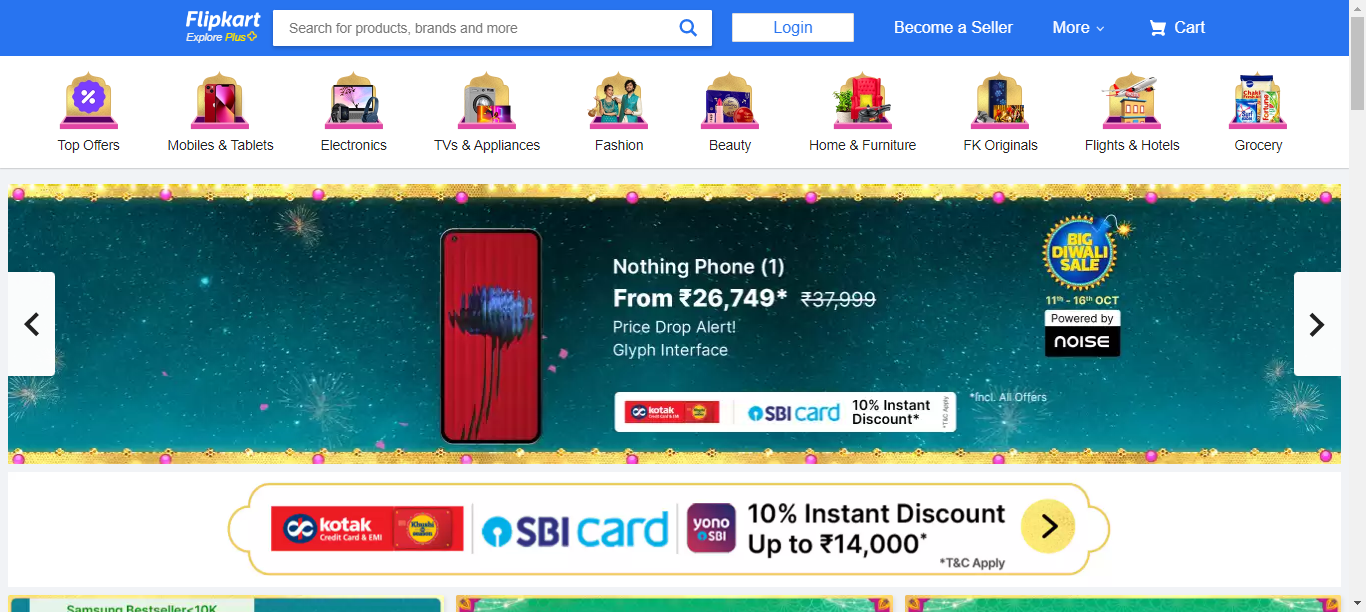 Flipkart
Explore Plus
Search for products, brands and more
Login
Become a Seller
More
Cart
Top Offers
Mobiles & Tablets
Electronics
TVs & Appliances
Fashion
Beauty
Home & Furniture
FK Originals
Flights & Hotels
Grocery
Nothing Phone (1)
From ₹26,749* ₹37,999
Price Drop Alert!
Glyph Interface
BIG
DIWALI
SALE
11th - 16th OCT
Powered by
NOISE
kotak
Credit Card & EMI
SBI card
10% Instant
Discount*
*T&C Apply
*Incl. All Offers
kotak
Credit Card & EMI
Khushi
SBI card
yono
SBI
10% Instant Discount
Up to ₹14,000*
*T&C Apply
Samsung Bestseller<10K